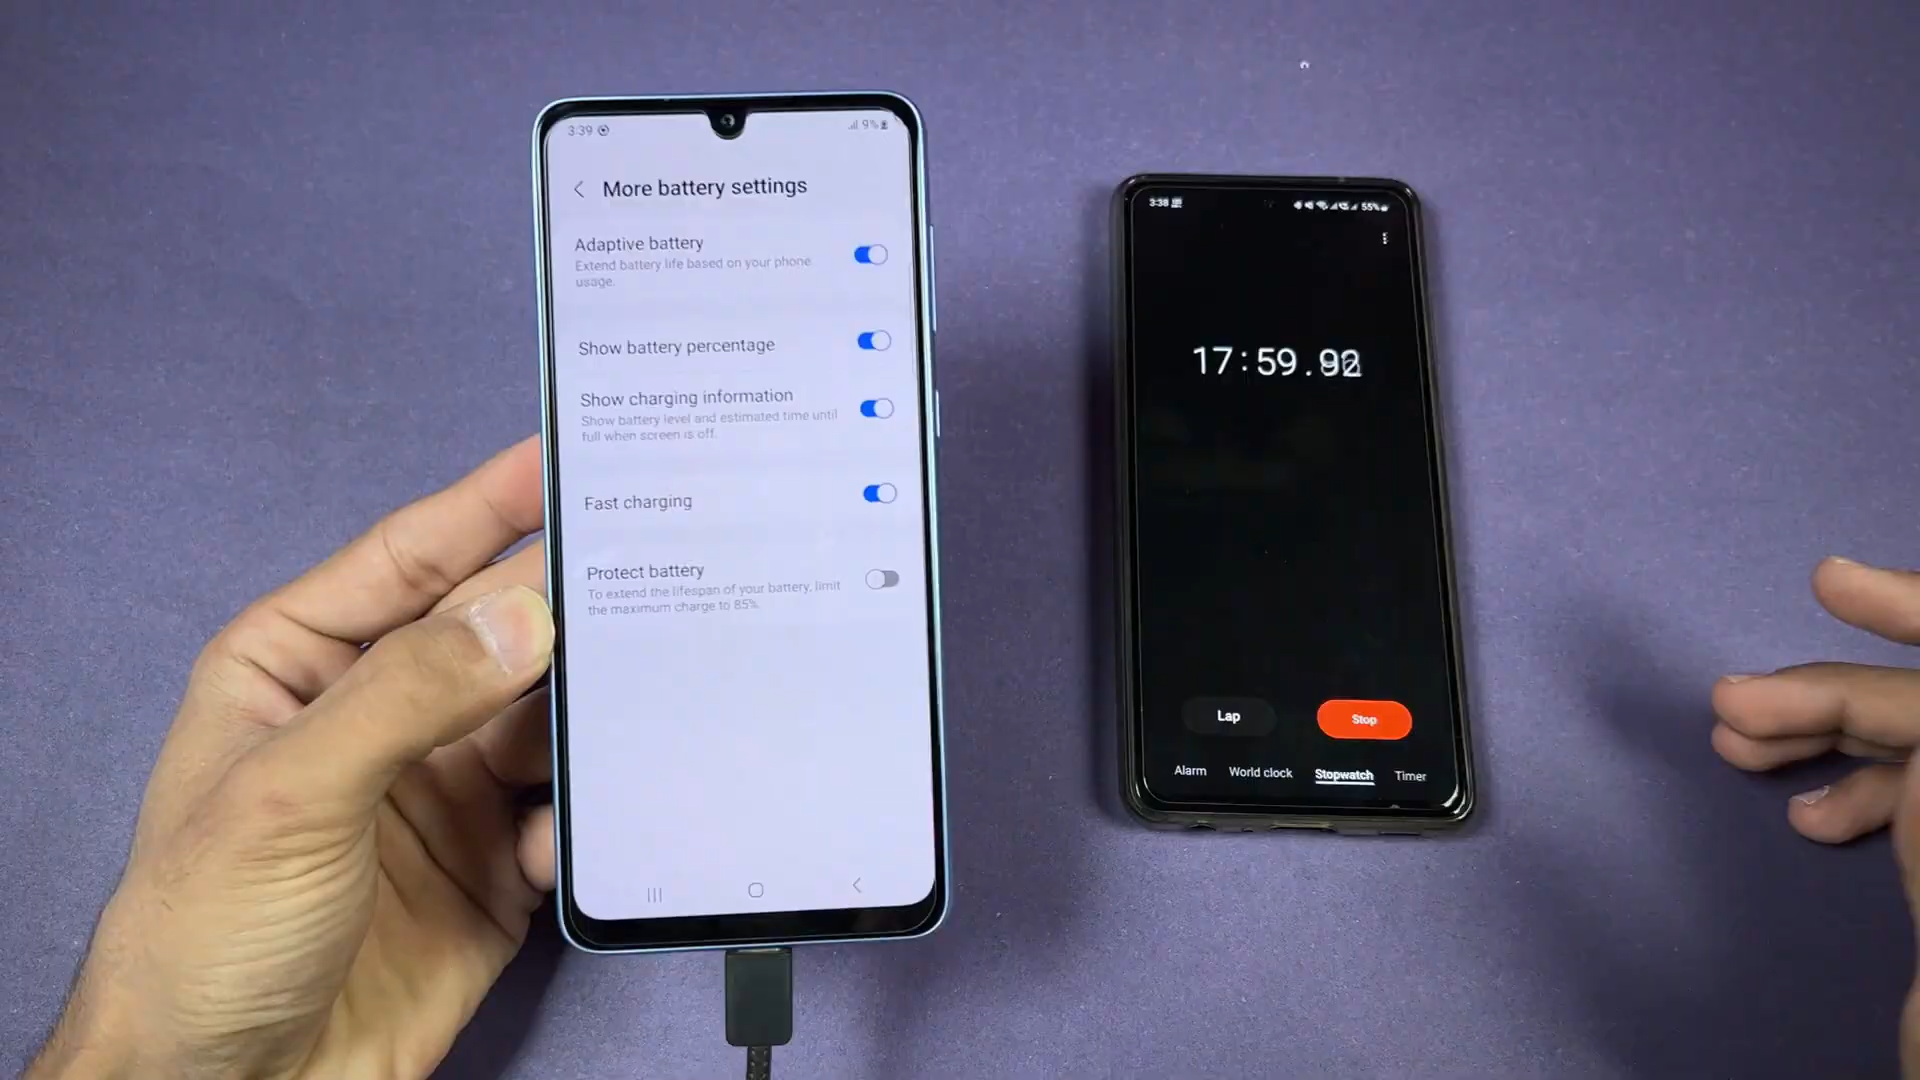 3:39
9%
More battery settings
Adaptive battery
Extend battery life based on your phone
usage.
Show battery percentage
Show charging information
Show battery level and estimated time until
full when screen is off.
Fast charging
Protect battery
To extend the lifespan of your battery, limit
the maximum charge to 85%.
3:38
55%
17:59.
Lap
Stop
Alarm
World clock
Stopwatch
Timer